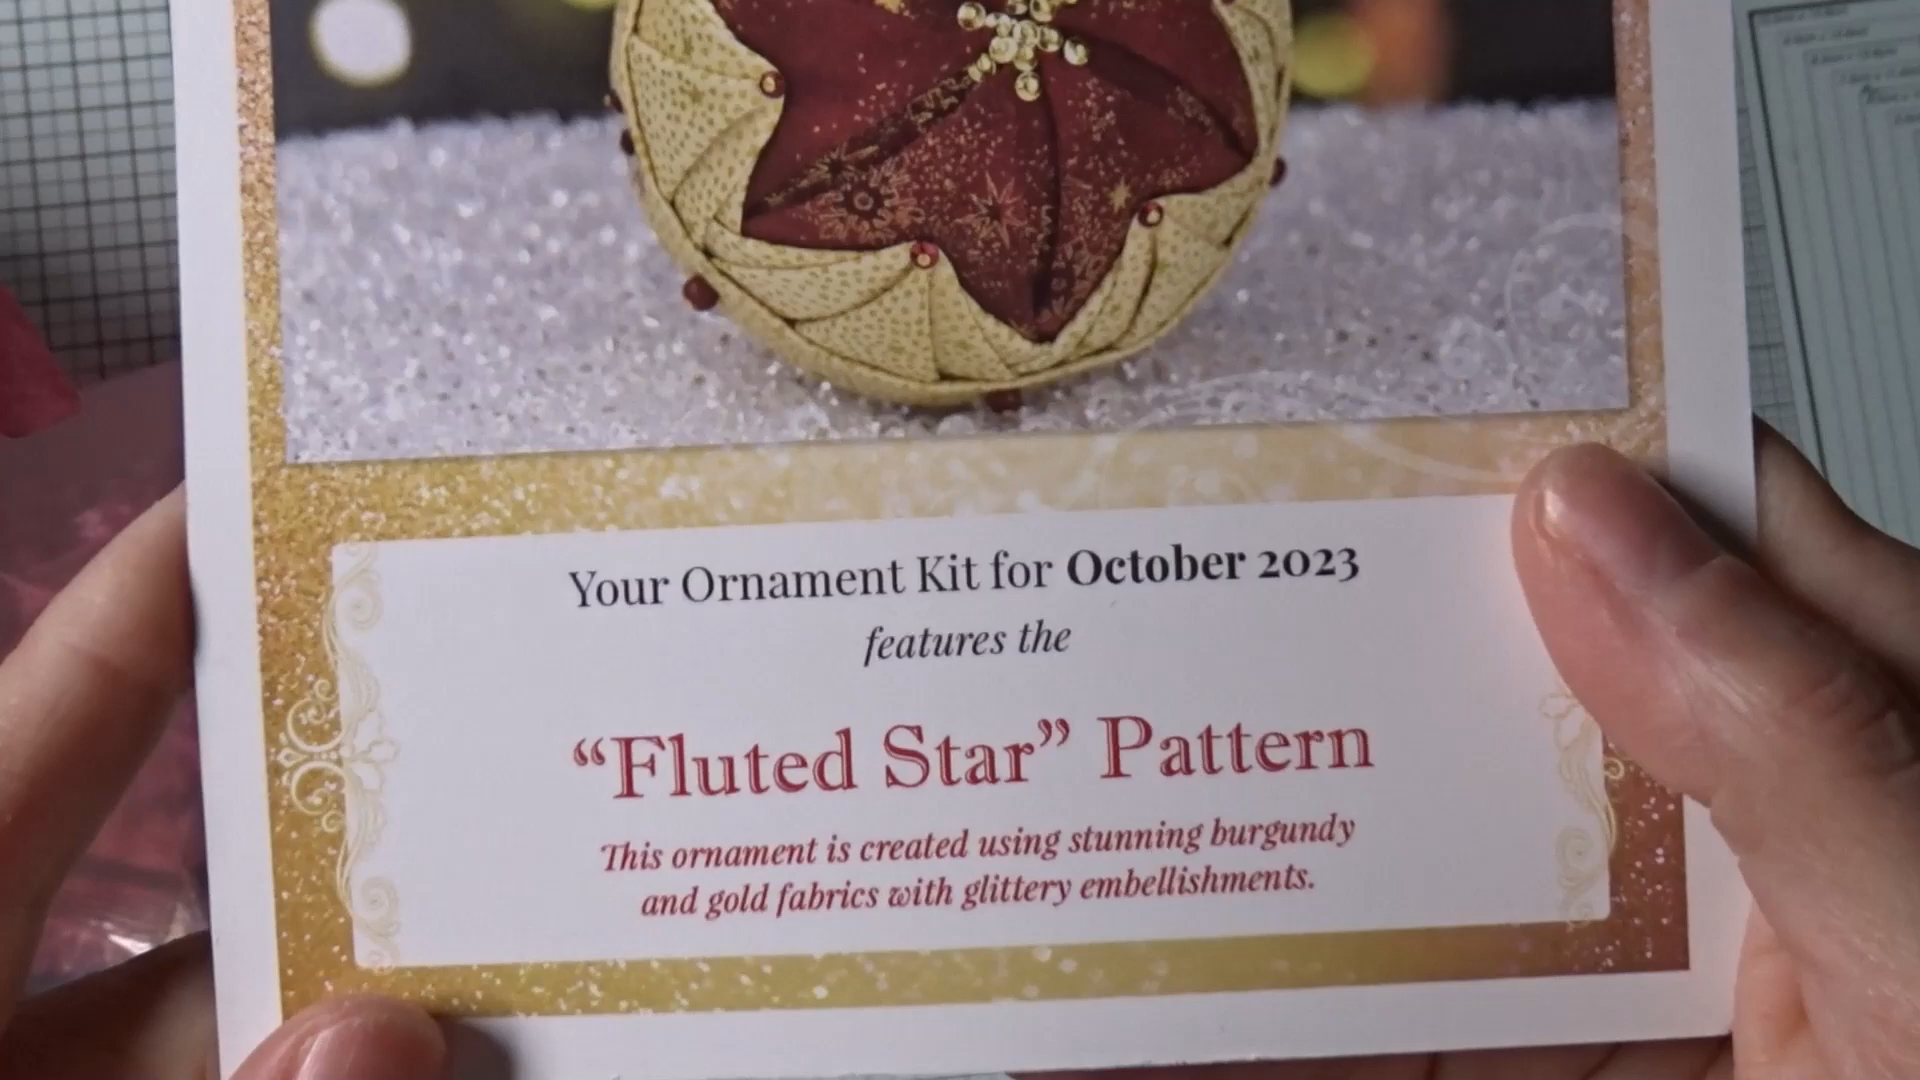 Your Ornament Kit for October 2023
features the
“Fluted Star” Pattern
This ornament is created using stunning burgundy
and gold fabrics with glittery embellishments.